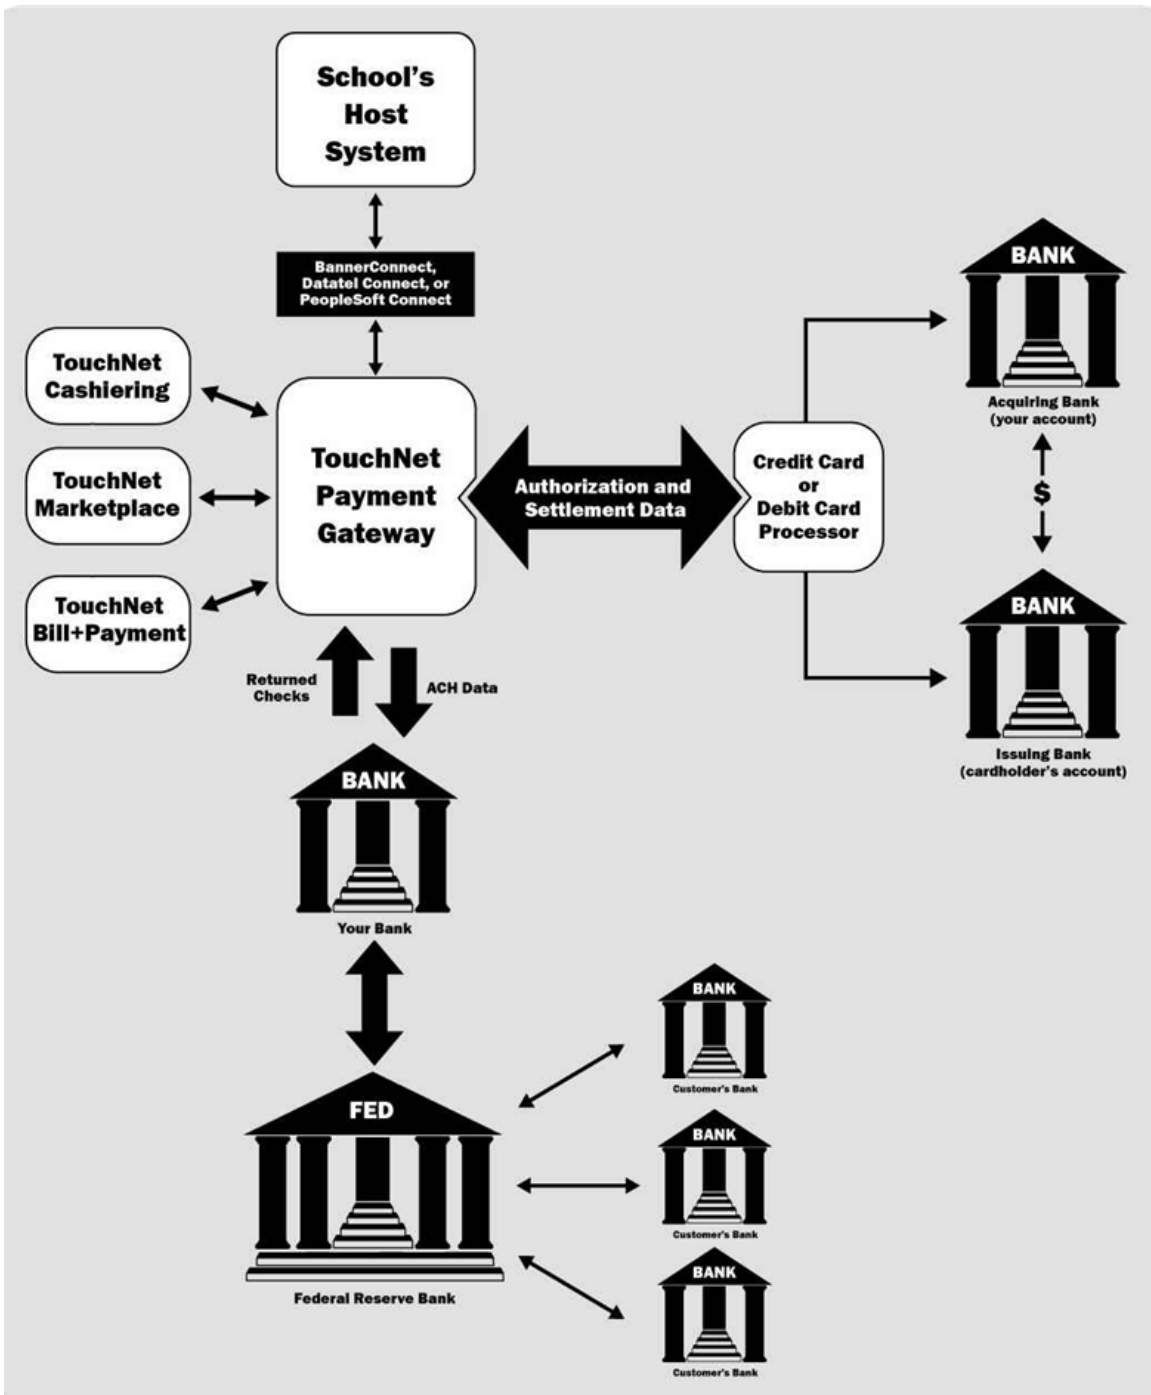 School's
Host
System
BannerConnect,
Datatel Connect, or
PeopleSoft Connect
TouchNet
Cashiering
TouchNet
Marketplace
TouchNet
Bill+Payment
TouchNet
Payment
Gateway
Authorization and
Settlement Data
Credit Card
or
Debit Card
Processor
BANK
Acquiring Bank
(your account)
$
BANK
Issuing Bank
(cardholder's account)
Returned
Checks
ACH Data
BANK
Your Bank
FED
Federal Reserve Bank
BANK
Customer's Bank
BANK
Customer's Bank
BANK
Customer's Bank